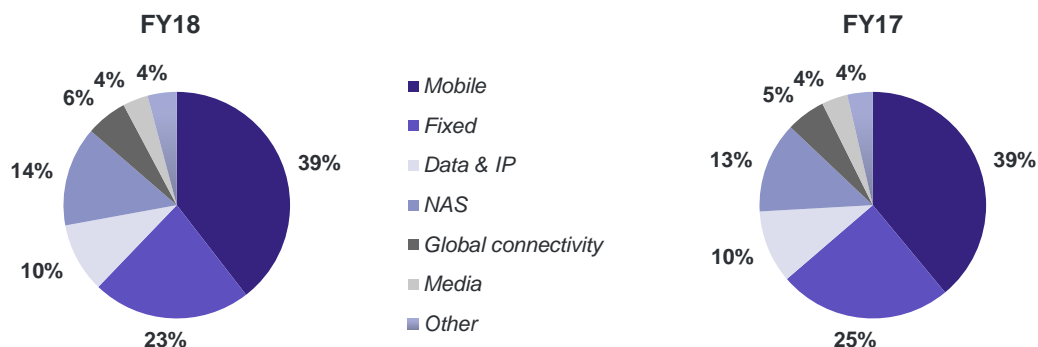 FY18
4%
4%
6%
14%
39%
10%
23%
Mobile
Fixed
Data & IP
NAS
Global connectivity
Media
Other
FY17
4%
4%
5%
13%
39%
10%
25%